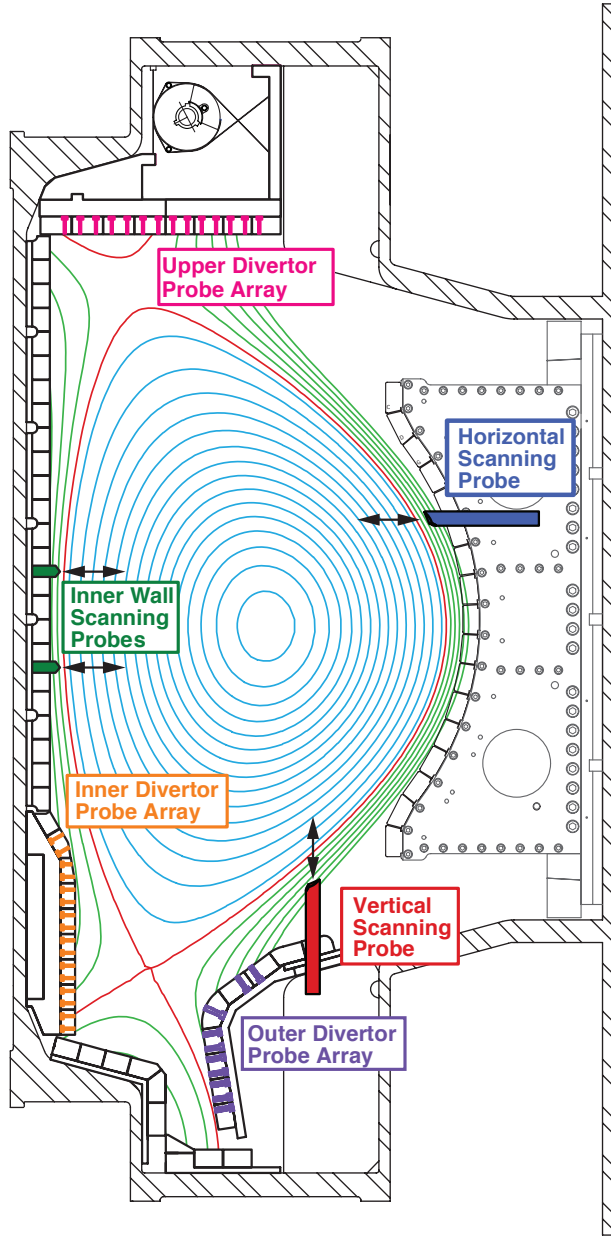 Upper Divertor
Probe Array
Horizontal
Scanning
Probe
Inner Wall
Scanning
Probes
Inner Divertor
Probe Array
Vertical
Scanning
Probe
Outer Divertor
Probe Array